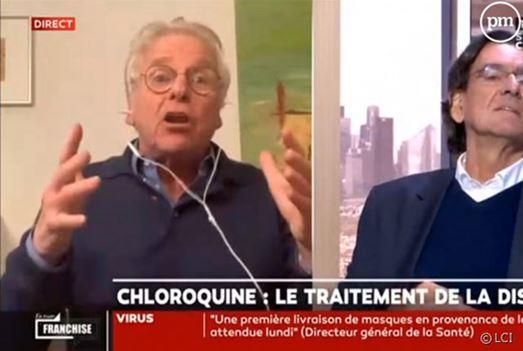 DIRECT
pm
CHLOROQUINE : LE TRAITEMENT DE LA DIS
En toute
FRANCHISE
VIRUS
"Une première livraison de masques en provenance de
attendue lundi" (Directeur général de la Santé)
©LCI